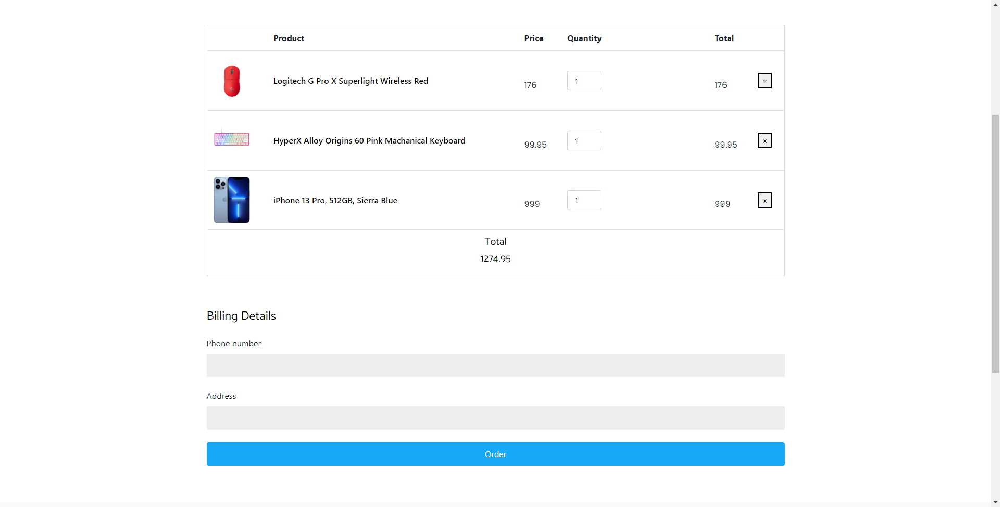 Product Price Quantity Total
Logitech G Pro X Superlight Wireless Red 176 1 176 ×
HyperX Alloy Origins 60 Pink Machanical Keyboard 99.95 1 99.95 ×
iPhone 13 Pro, 512GB, Sierra Blue 999 1 999 ×
Total
1274.95
Billing Details
Phone number
Address
Order